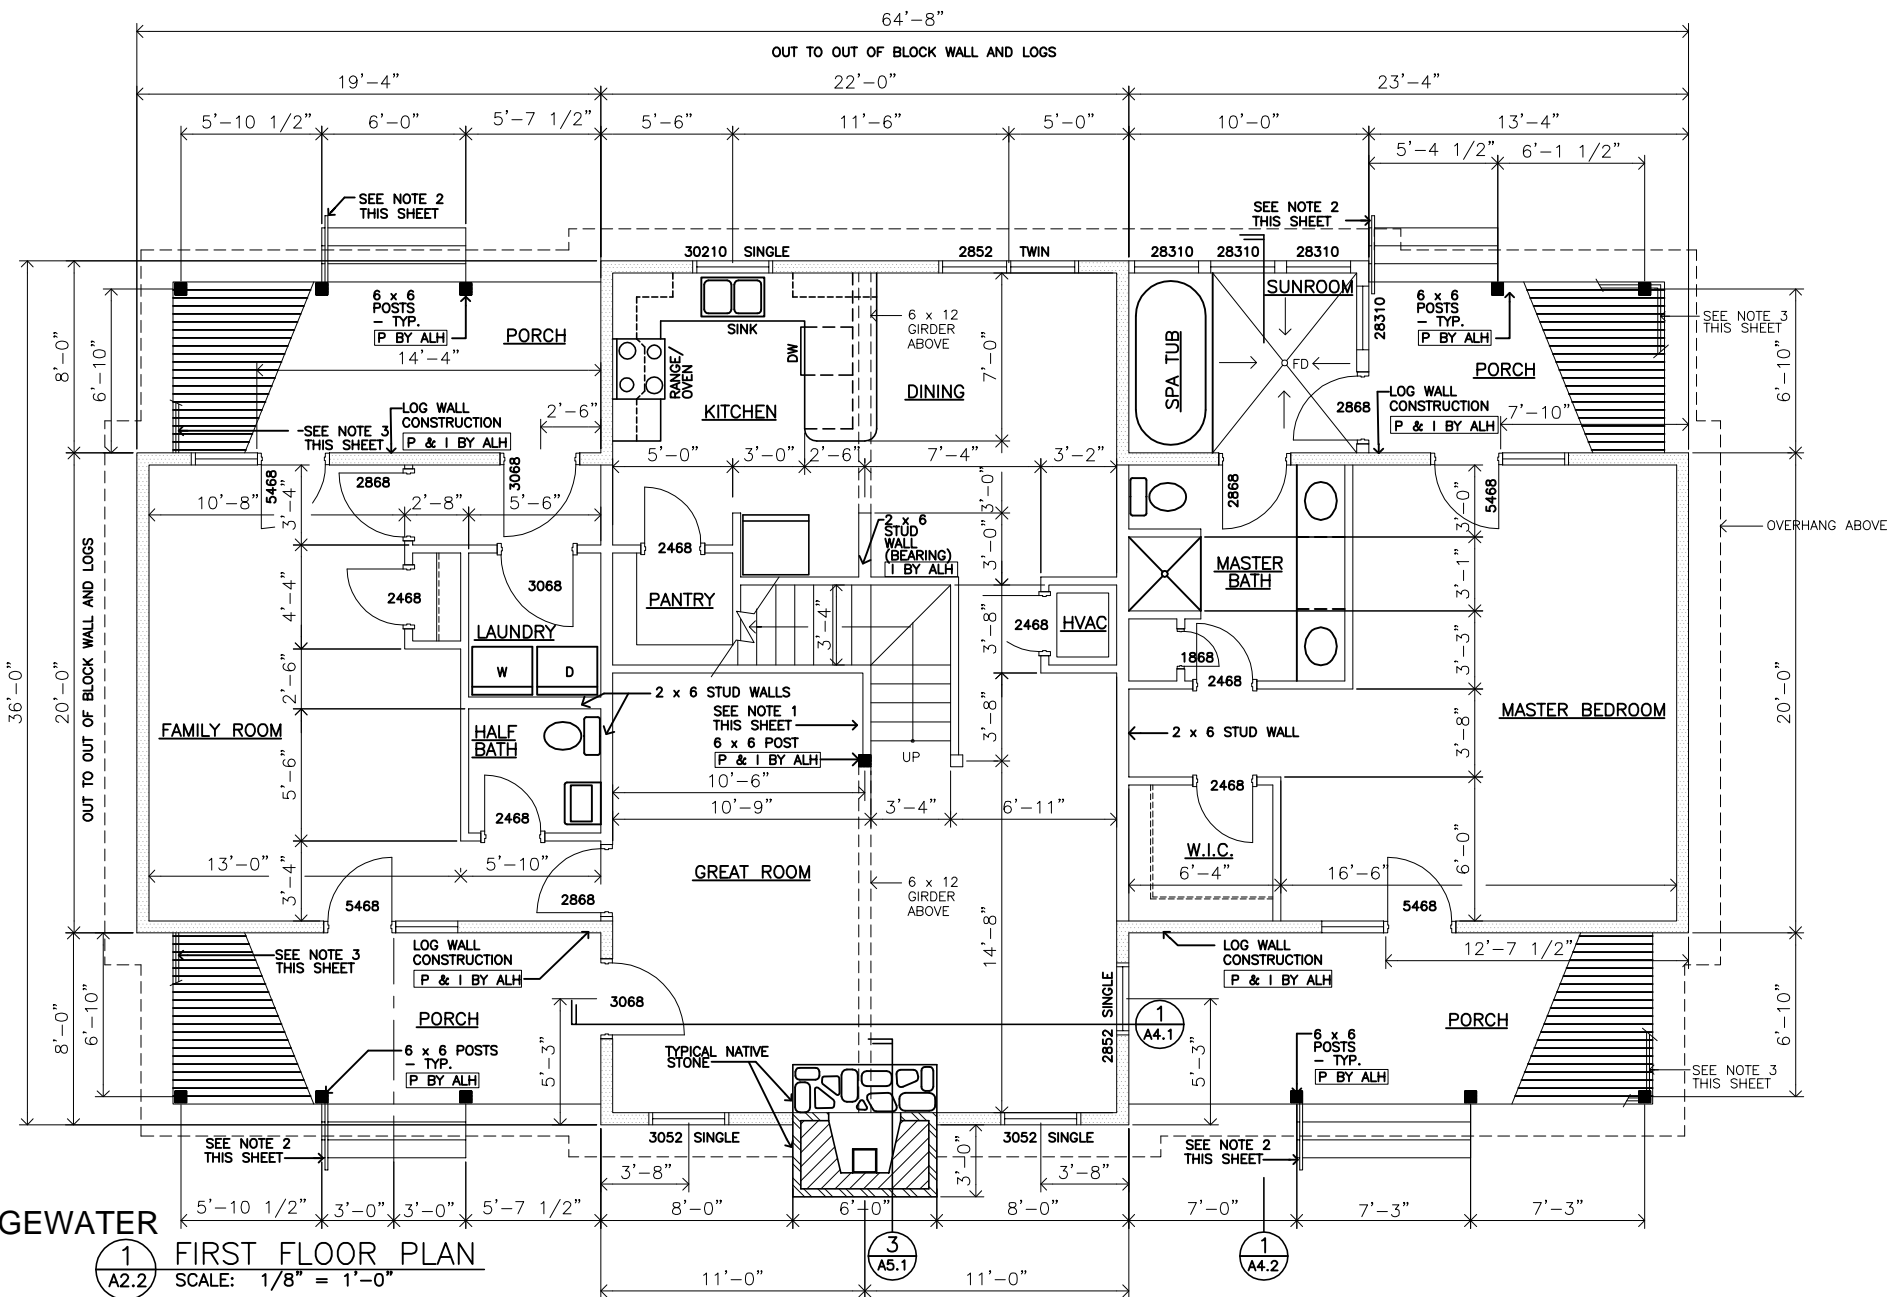 64'-8"
OUT TO OUT OF BLOCK WALL AND LOGS
19'-4"
22'-0"
23'-4"
5'-10 1/2"
6'-0"
5'-7 1/2"
5'-6"
11'-6"
5'-0"
10'-0"
13'-4"
5'-4 1/2"
6'-1 1/2"
SEE NOTE 2
THIS SHEET
SEE NOTE 2
THIS SHEET
30210 SINGLE
2852 TWIN
28310
28310
28310
6 x 6
POSTS
- TYP.
P BY ALH
PORCH
14'-4"
SINK
DW
RANGE/
OVEN
KITCHEN
6 x 12
GIRDER
ABOVE
DINING
7'-0"
SPA TUB
SUNROOM
FD
28310
2868
6 x 6
POSTS
- TYP.
P BY ALH
PORCH
SEE NOTE 3
THIS SHEET
6'-10"
8'-0"
6'-10"
LOG WALL
CONSTRUCTION
P & I BY ALH
2'-6"
SEE NOTE 3
THIS SHEET
LOG WALL
CONSTRUCTION
P & I BY ALH
7'-10"
5'-0"
3'-0"
2'-6"
7'-4"
3'-2"
10'-8"
5468
3'-4"
2868
2'-8"
3068
5'-6"
3'-0"
2868
3'-0"
5468
OVERHANG ABOVE
2 x 6
STUD
WALL
(BEARING)
I BY ALH
3'-0"
2468
PANTRY
3'-4"
2468
HVAC
3'-8"
MASTER
BATH
3'-1"
3'-3"
1868
2468
4'-4"
2468
3068
LAUNDRY
W
D
2'-6"
36'-0"
20'-0"
OUT TO OUT OF BLOCK WALL AND LOGS
FAMILY ROOM
HALF
BATH
2468
5'-6"
2 x 6 STUD WALLS
SEE NOTE 1
THIS SHEET
6 x 6 POST
P & I BY ALH
UP
3'-8"
10'-6"
10'-9"
3'-4"
6'-11"
2 x 6 STUD WALL
3'-8"
MASTER BEDROOM
20'-0"
2468
W.I.C.
6'-4"
16'-6"
6'-0"
13'-0"
3'-4"
5'-10"
2868
5468
GREAT ROOM
6 x 12
GIRDER
ABOVE
14'-8"
5468
12'-7 1/2"
SEE NOTE 3
THIS SHEET
LOG WALL
CONSTRUCTION
P & I BY ALH
LOG WALL
CONSTRUCTION
P & I BY ALH
8'-0"
6'-10"
PORCH
3068
6 x 6 POSTS
- TYP.
P BY ALH
5'-3"
TYPICAL NATIVE
STONE
2852 SINGLE
1
A4.1
5'-3"
PORCH
6 x 6
POSTS
- TYP.
P BY ALH
6'-10"
SEE NOTE 3
THIS SHEET
SEE NOTE 2
THIS SHEET
3052 SINGLE
3052 SINGLE
3'-0"
SEE NOTE 2
THIS SHEET
3'-8"
3'-8"
5'-10 1/2"
3'-0"
3'-0"
5'-7 1/2"
8'-0"
6'-0"
8'-0"
7'-0"
7'-3"
7'-3"
GEWATER
1
A2.2
FIRST FLOOR PLAN
SCALE: 1/8" = 1'-0"
3
A5.1
1
A4.2
11'-0"
11'-0"